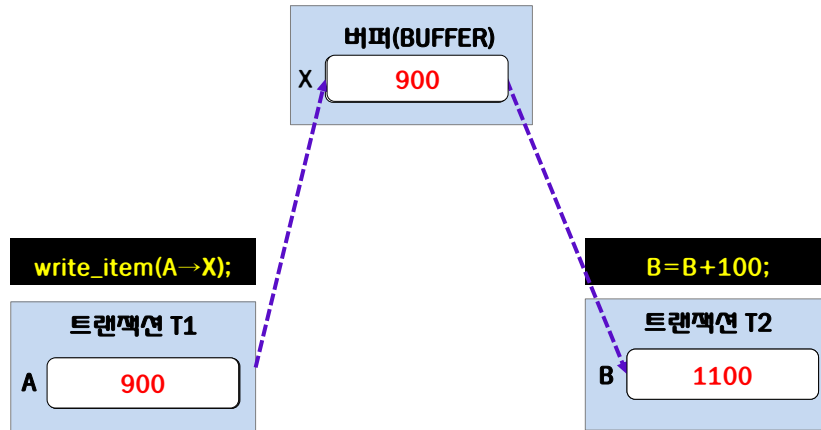 버퍼(BUFFER)
X
900
write_item(A→X);
B=B+100;
트랜잭션 T1
트랜잭션 T2
A
900
B
1100